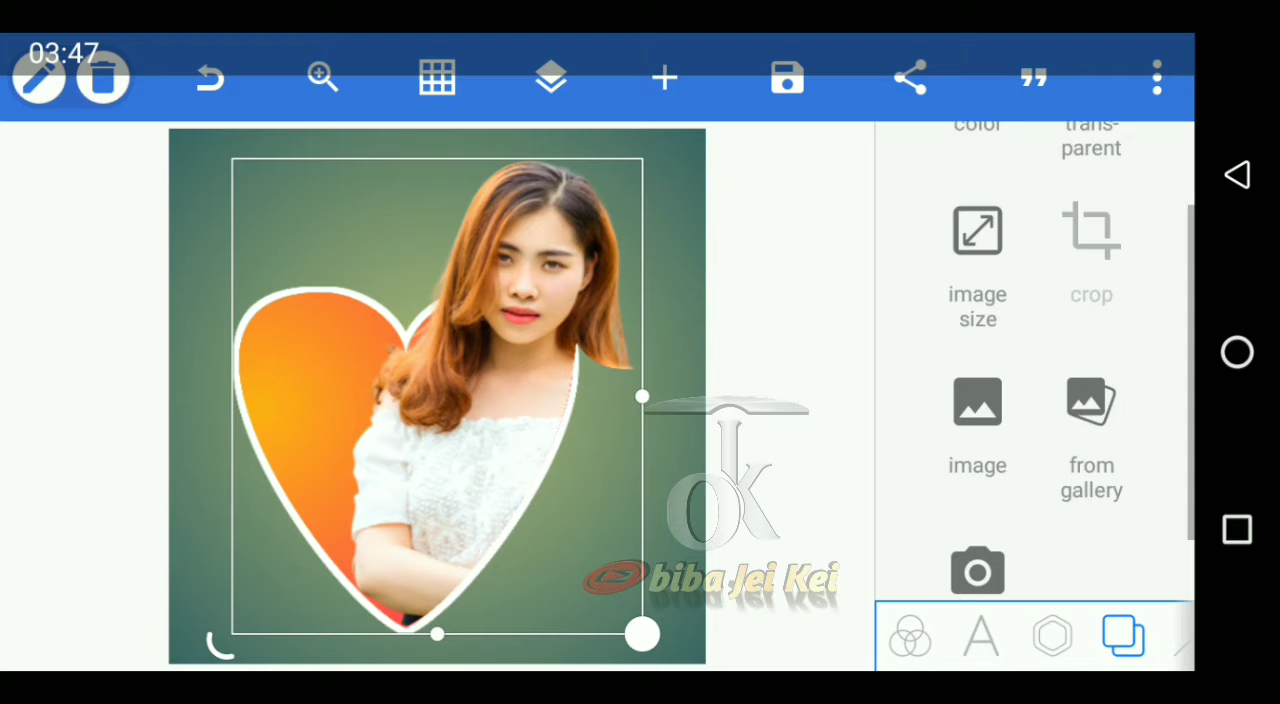 03:47
color
trans-
parent
image
size
crop
image
from
gallery
biba Jei Kei